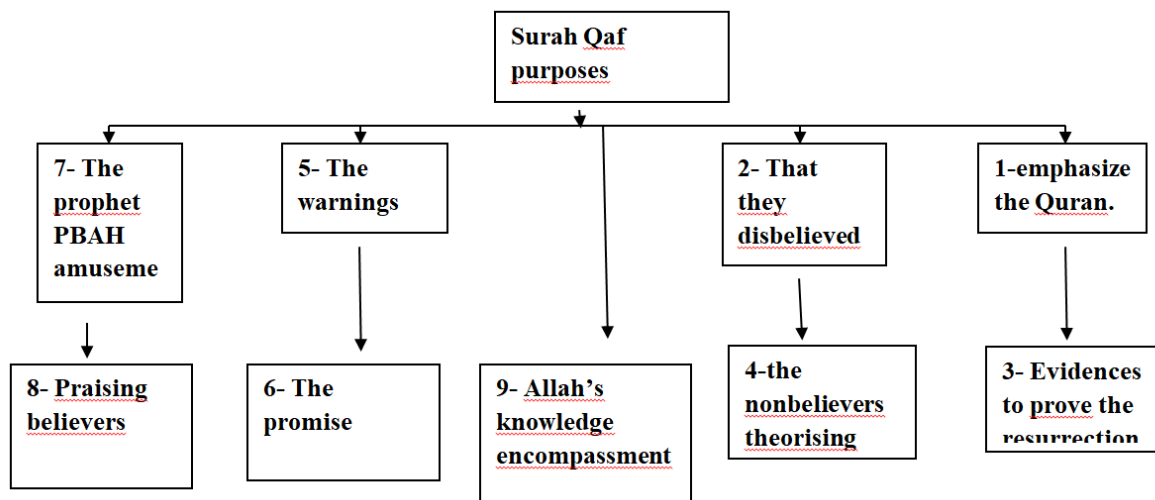 Surah Qaf
purposes
7- The
prophet
PBAH
amuseme
5- The
warnings
2- That
they
disbelieved
1-emphasize
the Quran.
8- Praising
believers
6- The
promise
9- Allah’s
knowledge
encompassment
4-the
nonbelievers
theorising
3- Evidences
to prove the
resurrection